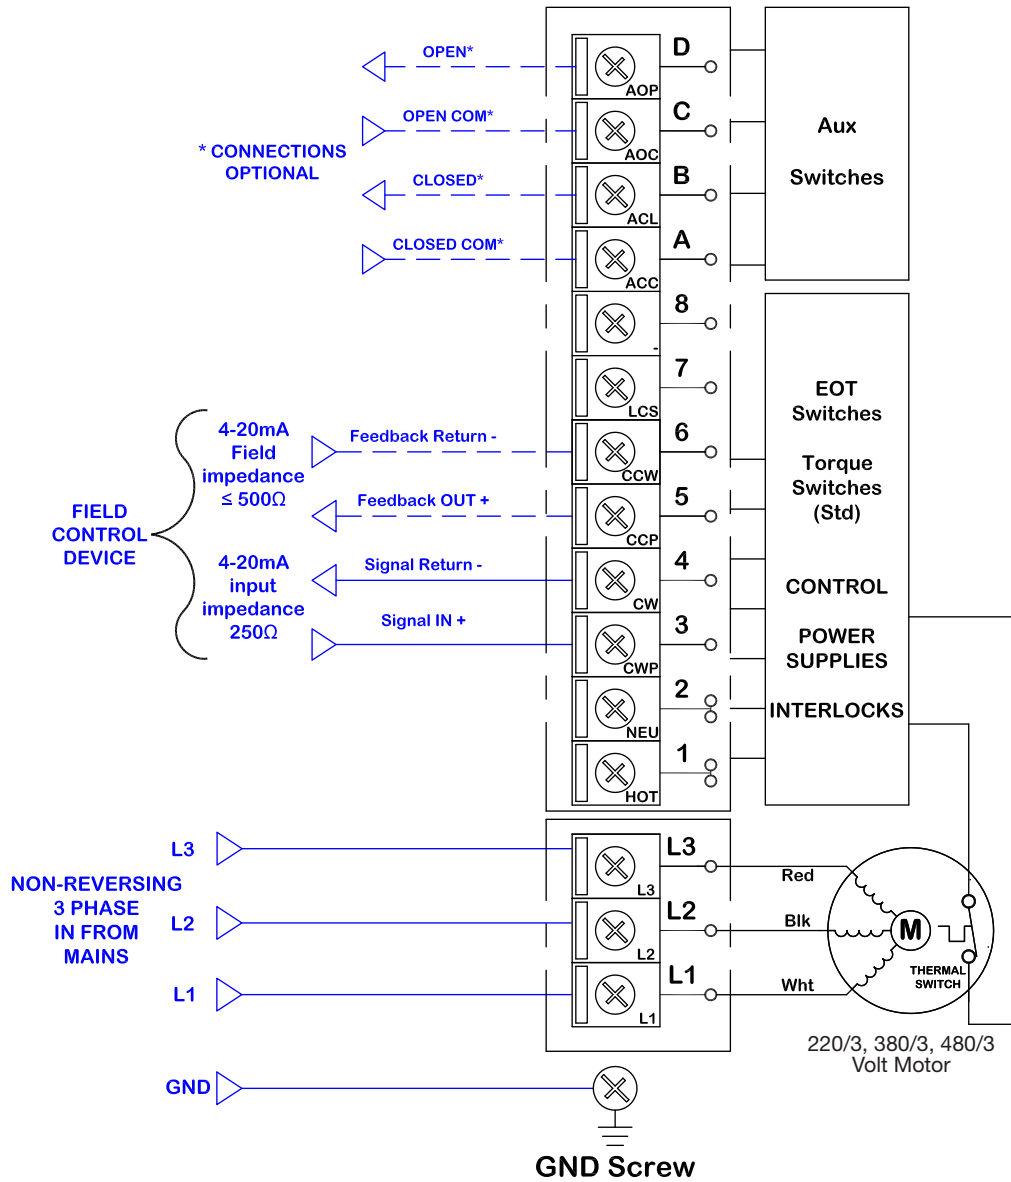 OPEN*
D
AOP
OPEN COM*
C
AOC
* CONNECTIONS
OPTIONAL
CLOSED*
B
ACL
CLOSED COM*
A
ACC
Aux
Switches
8
-
7
LCS
4-20mA
Field
impedance
≤ 500Ω
Feedback Return -
6
CCW
Feedback OUT +
5
CCP
FIELD
CONTROL
DEVICE
4-20mA
input
impedance
250Ω
Signal Return -
4
CW
Signal IN +
3
CWP
2
NEU
1
HOT
EOT
Switches
Torque
Switches
(Std)
CONTROL
POWER
SUPPLIES
INTERLOCKS
NON-REVERSING
3 PHASE
IN FROM
MAINS
L3
L3
L3
Red
L2
L2
L2
Blk
L1
L1
L1
Wht
M
THERMAL
SWITCH
220/3, 380/3, 480/3
Volt Motor
GND
GND Screw